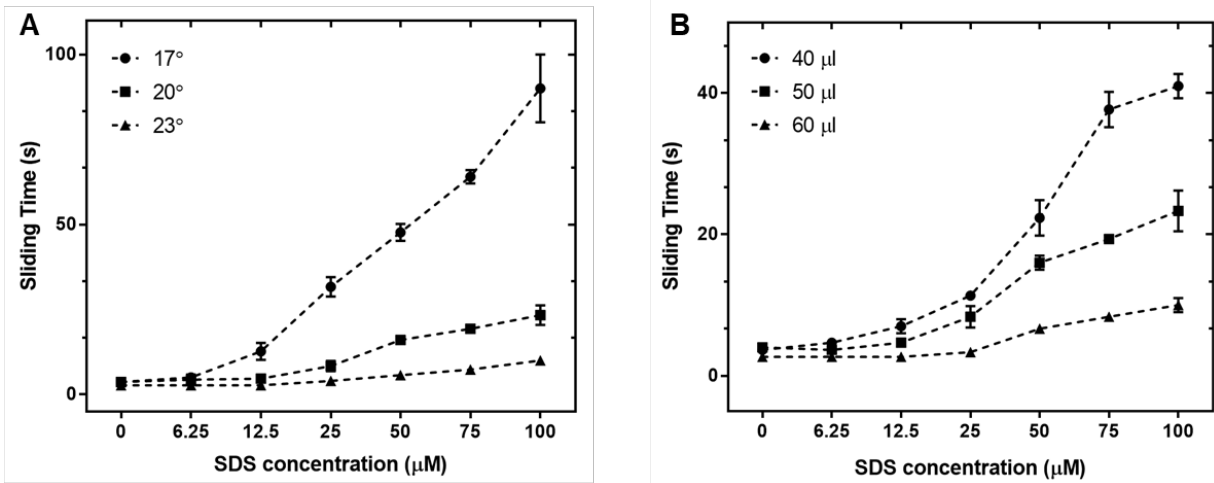 A
17°
20°
23°
100
50
0
Sliding Time (s)
0 6.25 12.5 25 50 75 100
SDS concentration (μM)
B
40 μl
50 μl
60 μl
40
20
0
Sliding Time (s)
0 6.25 12.5 25 50 75 100
SDS concentration (μM)